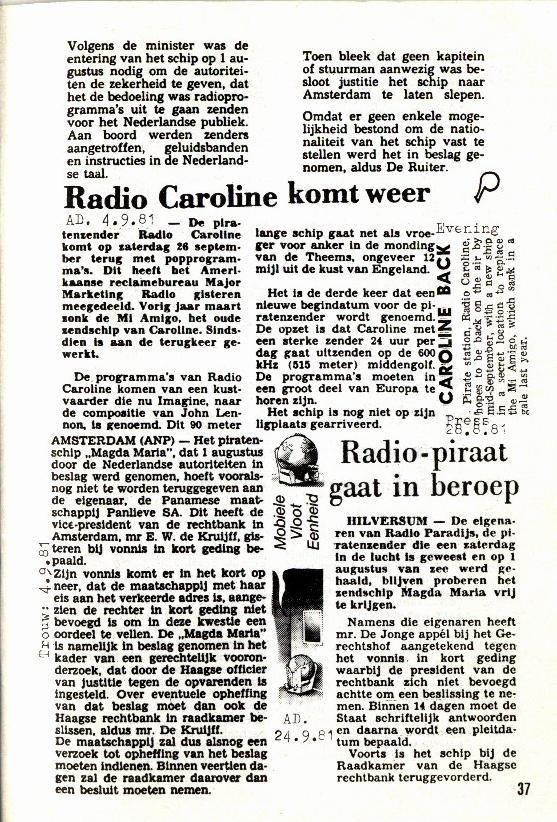 Volgens de minister was de
entering van het schip op 1 au-
gustus nodig om de autoritei-
ten de zekerheid te geven, dat
het de bedoeling was radiopro-
gramma's uit te gaan zenden
voor het Nederlandse publiek.
Aan boord werden zenders
aangetroffen, geluidsbanden
en instructies in de Nederland-
se taal.
Toen bleek dat geen kapitein
of stuurman aanwezig was be-
sloot justitie het schip naar
Amsterdam te laten slepen.
Omdat er geen enkele moge-
lijkheid bestond om de natio-
naliteit van het schip vast te
stellen werd het in beslag ge-
nomen, aldus De Ruiter.
Radio Caroline komt weer
AD. 4.9.81 — De pira-
tenzender Radio Caroline
komt op zaterdag 26 septem-
ber terug met popprogram-
ma's. Dit heeft het Ameri-
kaanse reclamebureau Major
Marketing Radio gisteren
meegedeeld. Vorig jaar maart
zonk de Mi Amigo, het oude
zendschip van Caroline. Sinds-
dien is aan de terugkeer ge-
werkt.
De programma's van Radio
Caroline komen van een kust-
vaarder die nu Imagine, naar
de compositie van John Len-
non, is genoemd. Dit 90 meter
lange schip gaat net als vroe-
ger voor anker in de monding
van de Theems, ongeveer 12
mijl uit de kust van Engeland.
Het is de derde keer dat een
nieuwe begindatum voor de pi-
ratenzender wordt genoemd.
De opzet is dat Caroline met
een sterke zender 24 uur per
dag gaat uitzenden op de 600
kHz (515 meter) middengolf.
De programma's moeten in
een groot deel van Europa te
horen zijn.
Het schip is nog niet op zijn
ligplaats gearriveerd.
Evening
CAROLINE BACK
Pirate station, Radio Caroline,
hopes to be back on the air by
mid-September, with a new ship
in a secret location to replace
the Mi Amigo, which sank in a
gale last year.
28.8.81
AMSTERDAM (ANP) — Het piraten-
schip „Magda Maria", dat 1 augustus
door de Nederlandse autoriteiten in
beslag werd genomen, hoeft vooralsnog
nog niet te worden teruggegeven aan
de eigenaar, de Panamese maat-
schappij Panlieve SA. Dit heeft de
vice-president van de rechtbank in
Amsterdam, mr E. W. de Kruijff, gis-
teren bij vonnis in kort geding be-
paald.
Zijn vonnis komt er in het kort op
neer, dat de maatschappij met haar
eis aan het verkeerde adres is, aange-
zien de rechter in kort geding niet
bevoegd is om in deze kwestie een
oordeel te vellen. De „Magda Maria"
is namelijk in beslag genomen in het
kader van een gerechtelijk vooron-
derzoek, dat door de Haagse officier
van justitie tegen de opvarenden is
ingesteld. Over eventuele opheffing
van dat beslag moet dan ook de
Haagse rechtbank in raadkamer be-
slissen, aldus mr. De Kruijff.
De maatschappij zal dus alsnog een
verzoek tot opheffing van het beslag
moeten indienen. Binnen veertien da-
gen zal de raadkamer daarover dan
een besluit moeten nemen.
Trouw: 4.9.81
Mobiele
Vloot
Eenheid
AD.
24.9.81
Radio-piraat
gaat in beroep
HILVERSUM — De eigena-
ren van Radio Paradijs, de pi-
ratenzender die een zaterdag
in de lucht is geweest en op 1
augustus van zee werd ge-
haald, blijven proberen het
zendschip Magda Maria vrij
te krijgen.
Namens die eigenaren heeft
mr. De Jonge appèl bij het Ge-
rechtshof aangetekend tegen
het vonnis in kort geding
waarbij de president van de
rechtbank zich niet bevoegd
achtte om een beslissing te ne-
men. Binnen 14 dagen moet de
Staat schriftelijk antwoorden
en daarna wordt een pleitda-
tum bepaald.
Voorts is het schip bij de
Raadkamer van de Haagse
rechtbank teruggevorderd.
37